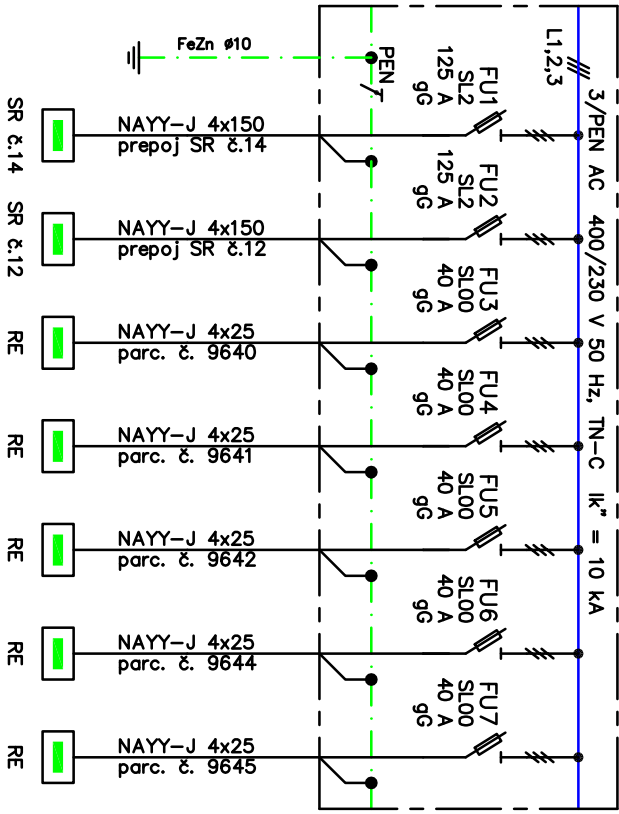 FeZn ø10
PEN
L1,2,3
3/PEN AC 400/230 V 50 Hz, TN-C Ik" = 10 kA
FU1
SL2
125 A
gG
NAYY-J 4x150
prepoj SR č.14
SR č.14
FU2
SL2
125 A
gG
NAYY-J 4x150
prepoj SR č.12
SR č.12
FU3
SL00
40 A
gG
NAYY-J 4x25
parc. č. 9640
RE
FU4
SL00
40 A
gG
NAYY-J 4x25
parc. č. 9641
RE
FU5
SL00
40 A
gG
NAYY-J 4x25
parc. č. 9642
RE
FU6
SL00
40 A
gG
NAYY-J 4x25
parc. č. 9644
RE
FU7
SL00
40 A
gG
NAYY-J 4x25
parc. č. 9645
RE